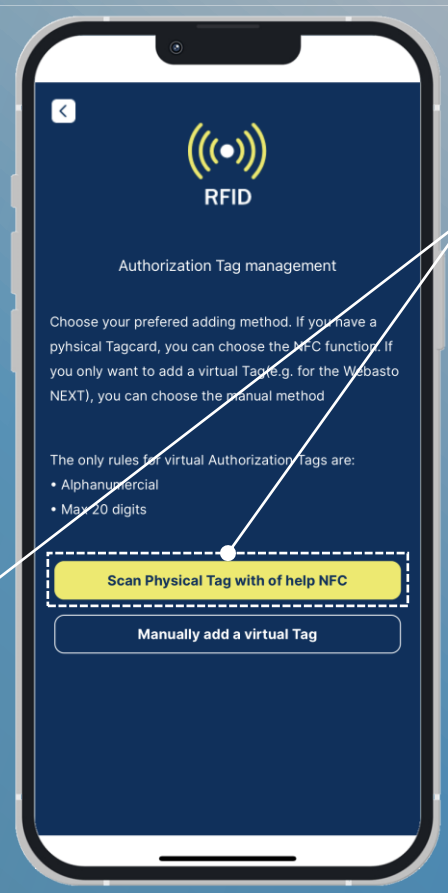 RFID
Authorization Tag management
Choose your prefered adding method. If you have a
pyhsical Tagcard, you can choose the NFC function. If
you only want to add a virtual Tag(e.g. for the Webasto
NEXT), you can choose the manual method
The only rules for virtual Authorization Tags are:
• Alphanumercial
• Max 20 digits
Scan Physical Tag with of help NFC
Manually add a virtual Tag